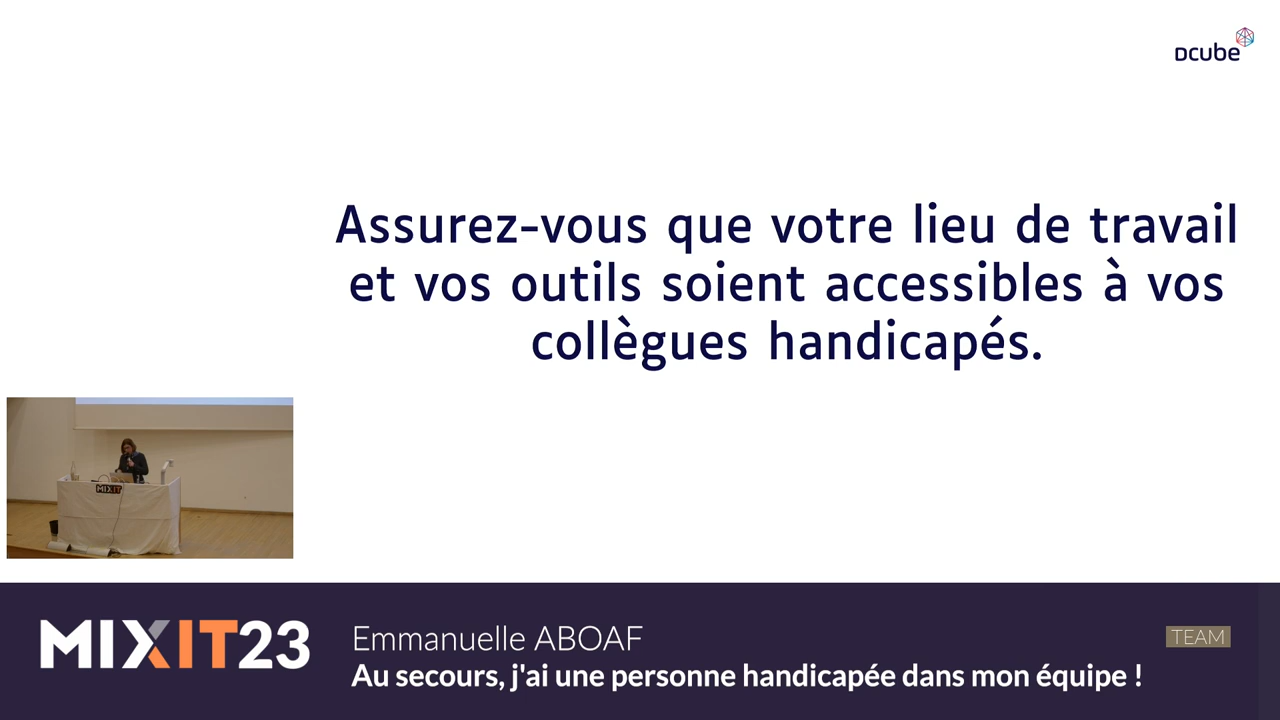 Dcube
Assurez-vous que votre lieu de travail
et vos outils soient accessibles à vos
collègues handicapés.
MIXIT
MIXIT23
Emmanuelle ABOAF
TEAM
Au secours, j'ai une personne handicapée dans mon équipe !